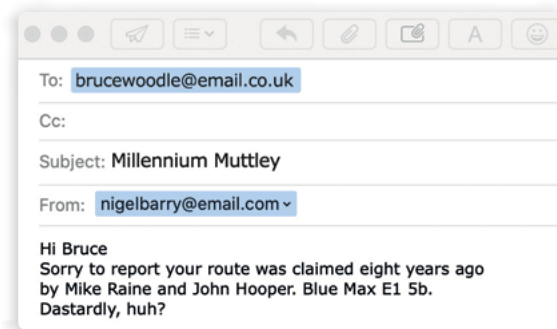 To: brucewoodle@email.co.uk
Cc:
Subject: Millennium Muttley
From: nigelbarry@email.com
Hi Bruce
Sorry to report your route was claimed eight years ago
by Mike Raine and John Hooper. Blue Max E1 5b.
Dastardly, huh?